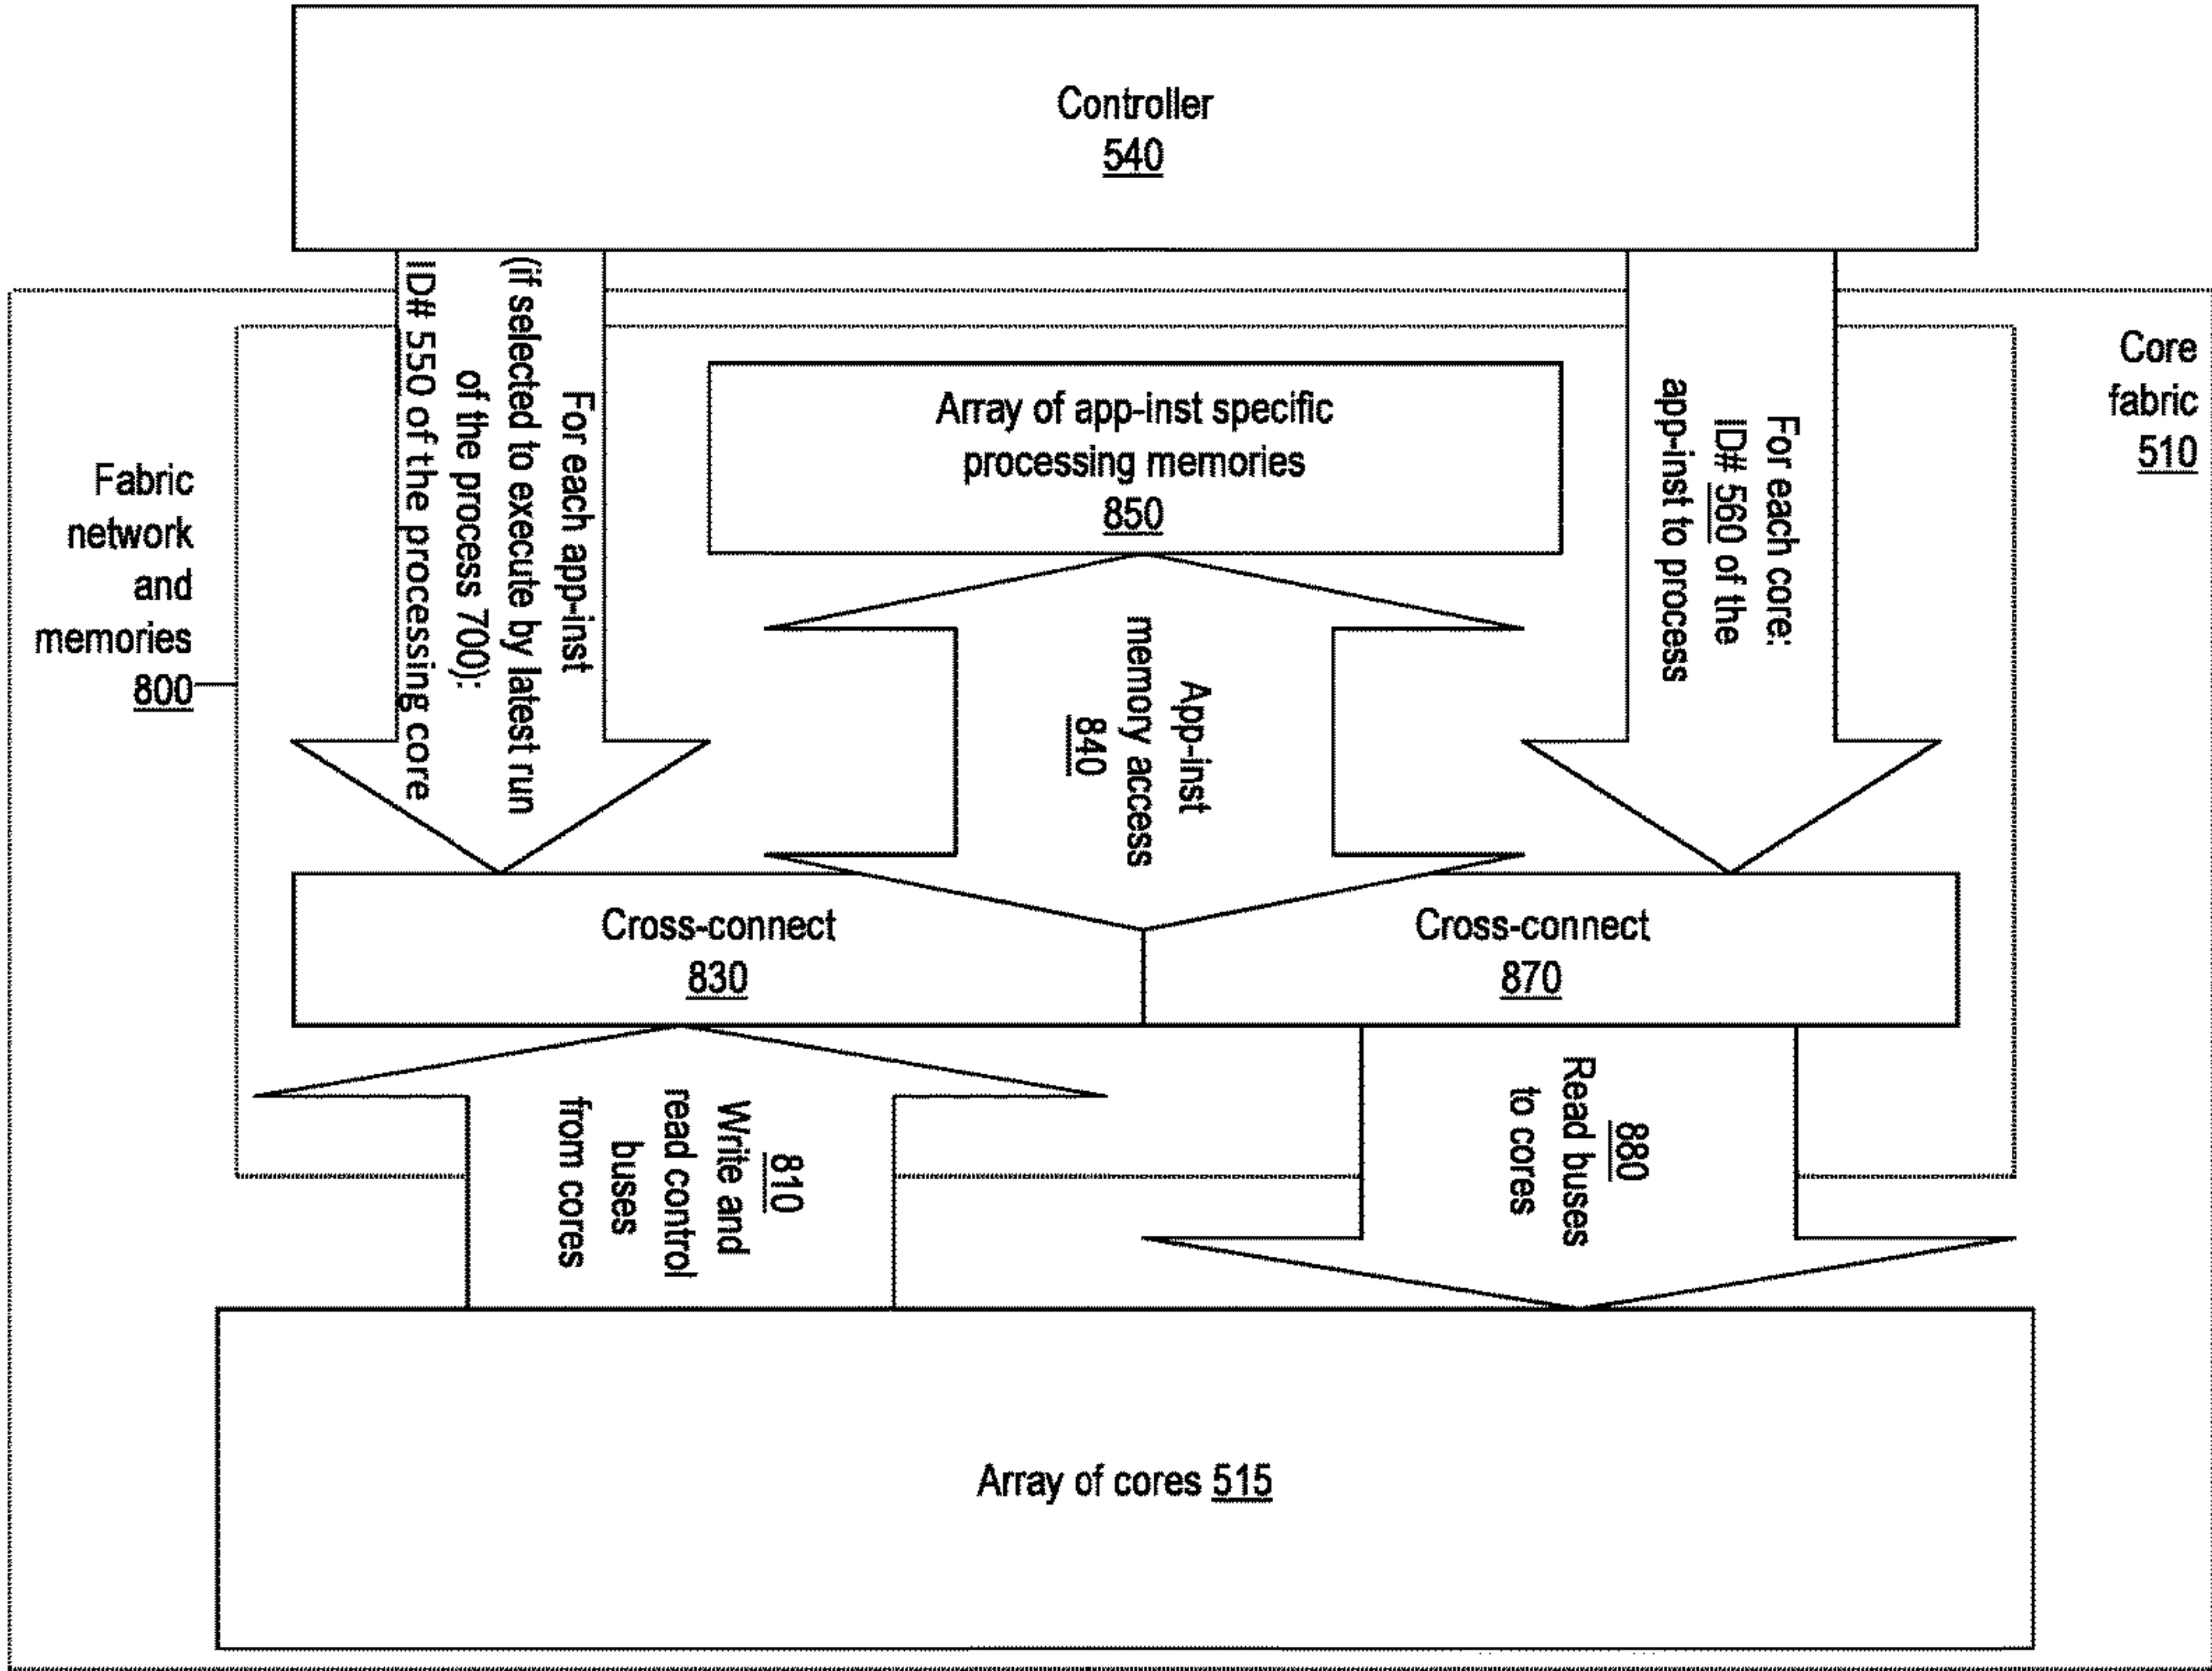 Controller
540
Core
fabric
510
Fabric
network
and
memories
800
For each app-inst
(if selected to execute by latest run
of the process 700):
ID# 550 of the processing core
Array of app-inst specific
processing memories
850
For each core:
ID# 560 of the
app-inst to process
App-inst
memory access
840
Cross-connect
830
Cross-connect
870
810
Write and
read control
buses
from cores
880
Read buses
to cores
Array of cores 515